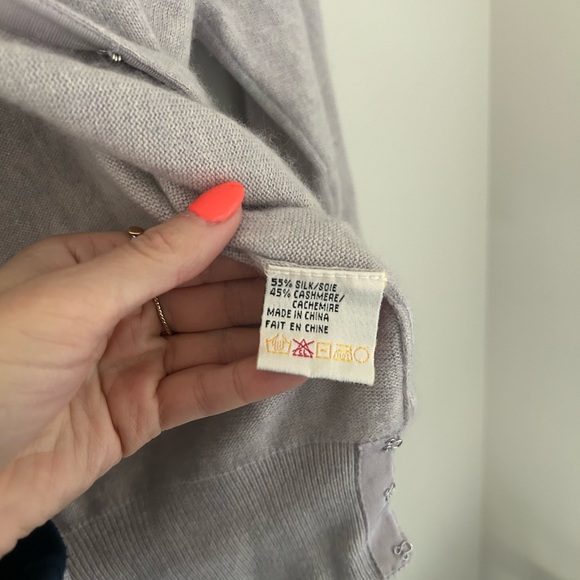 55% SILK/SOIE
45% CASHMERE/
CACHEMIRE
MADE IN CHINA
FAIT EN CHINE